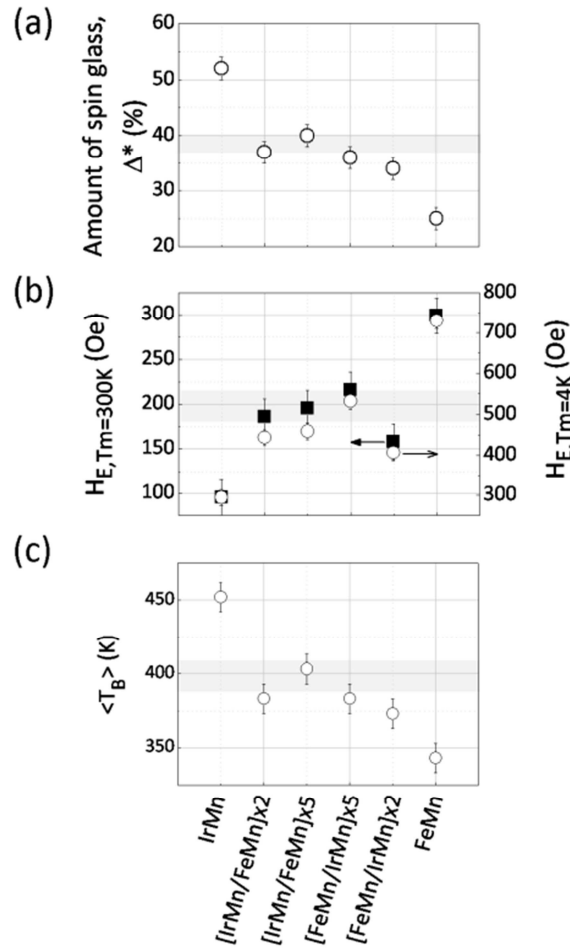 (a)
Amount of spin glass,
Δ* (%)
60
50
40
30
20
(b)
H_E,Tm=300K (Oe)
300
250
200
150
100
800
700
600
500
400
300
H_E,Tm=4K (Oe)
(c)
<T_B> (K)
450
400
350
IrMn
[IrMn/FeMn]x2
[IrMn/FeMn]x5
[FeMn/IrMn]x5
[FeMn/IrMn]x2
FeMn